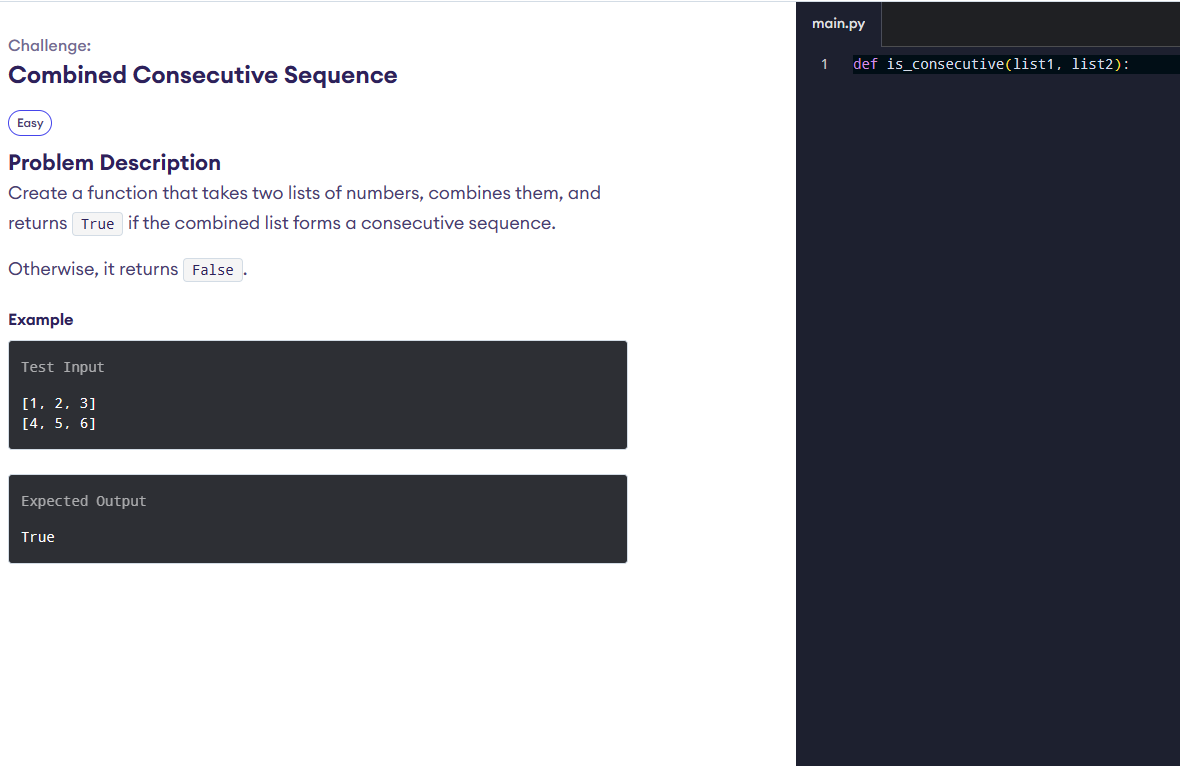 Challenge:
Combined Consecutive Sequence
Easy
Problem Description
Create a function that takes two lists of numbers, combines them, and
returns True if the combined list forms a consecutive sequence.
Otherwise, it returns False.
Example
Test Input
[1, 2, 3]
[4, 5, 6]
Expected Output
True
main.py
1 def is_consecutive(list1, list2):